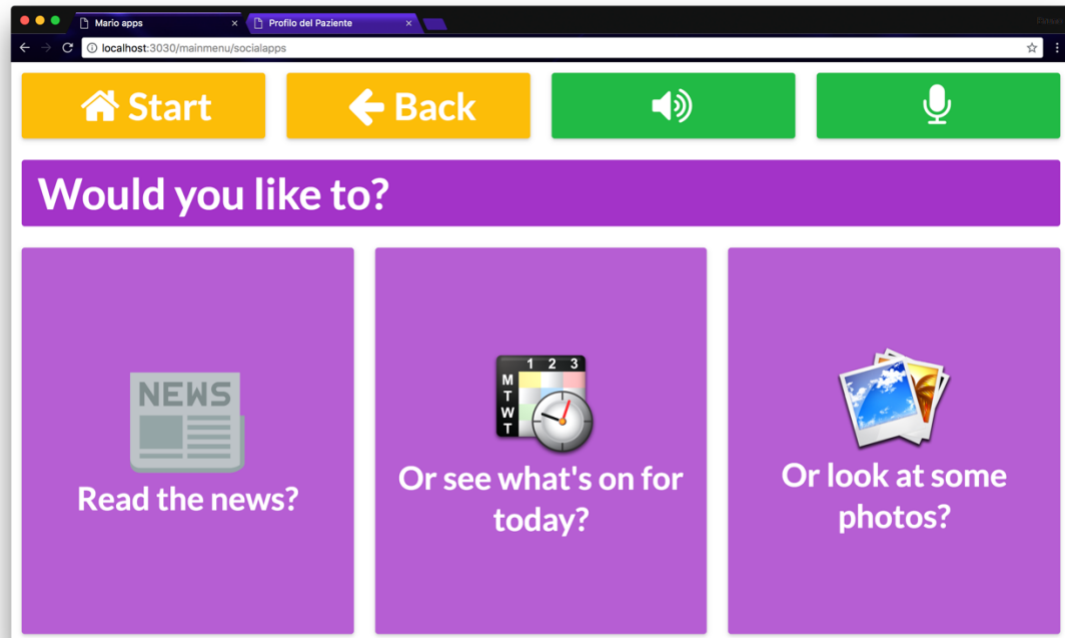 Mario apps
Profilo del Paziente
localhost:3030/mainmenu/socialapps
Start
Back
Would you like to?
NEWS
Read the news?
1 2 3
M
T
W
T
Or see what's on for
today?
Or look at some
photos?